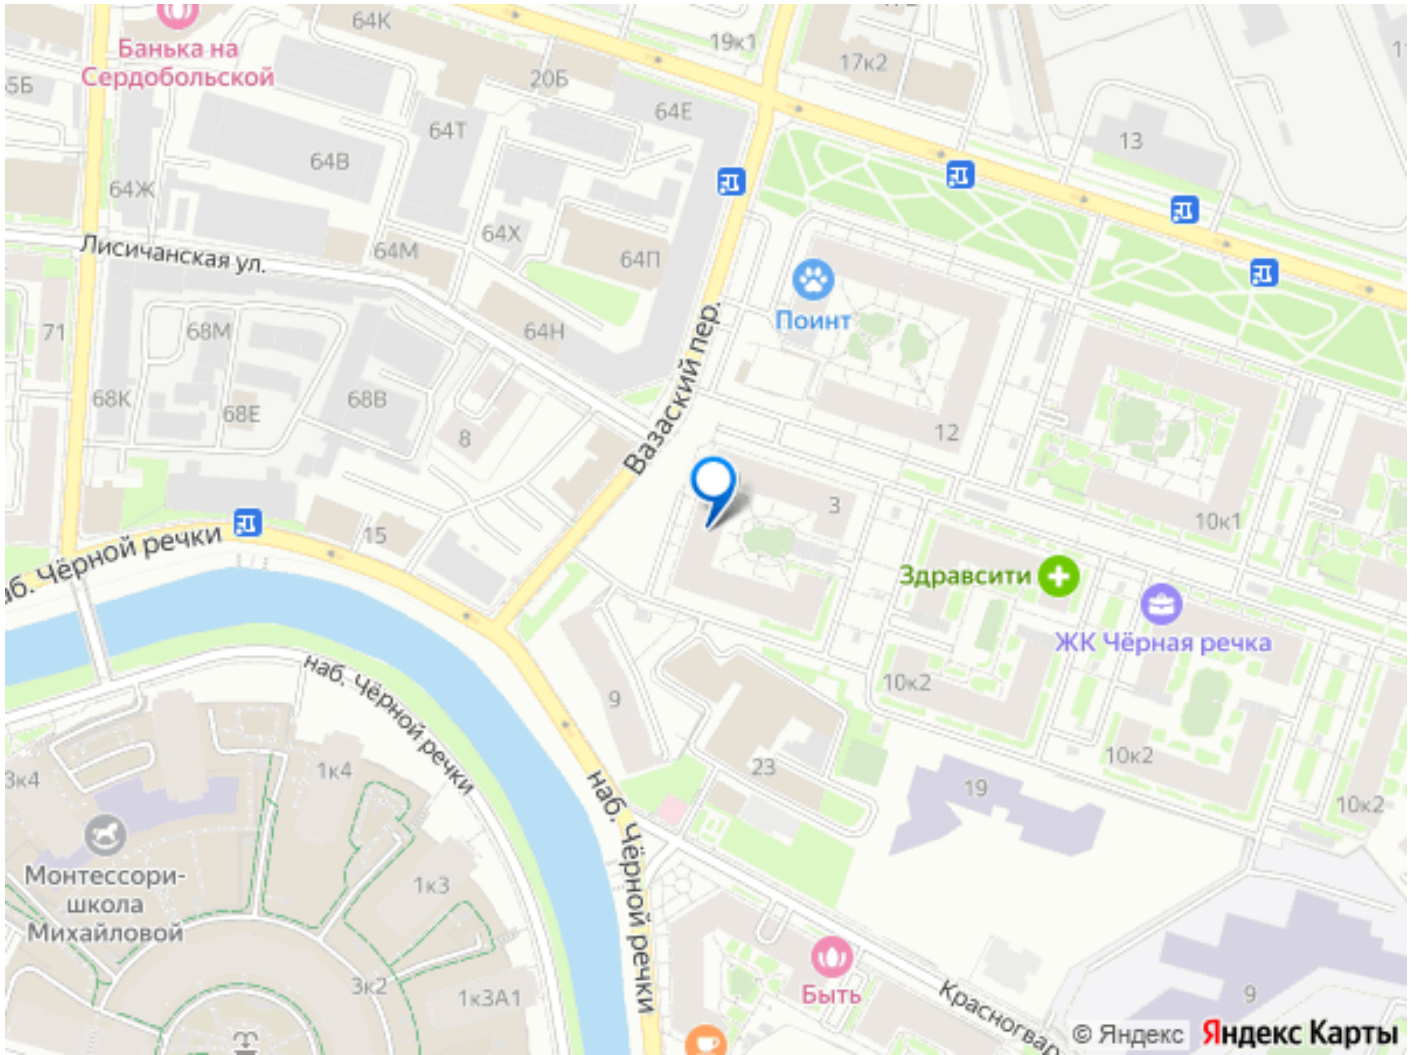 64К
19к1
Банька на
Сердобольской
17к2
20Б
64Е
64Т
13
64В
64Ж
Лисичанская ул.
64М
64Х
64П
Поинт
71
68М
64Н
Вазаский пер.
68К
68Е
68В
8
12
3
10к1
15
наб. Чёрной речки
Здравсити
ЖК Чёрная речка
наб. Чёрной речки
9
10к2
3к4
1к4
23
19
10к2
10к2
наб. Чёрной речки
Монтессори-
школа
Михайловой
1к3
3к2
1к3А1
Быть
9
Красногвар
© Яндекс
Яндекс Карты